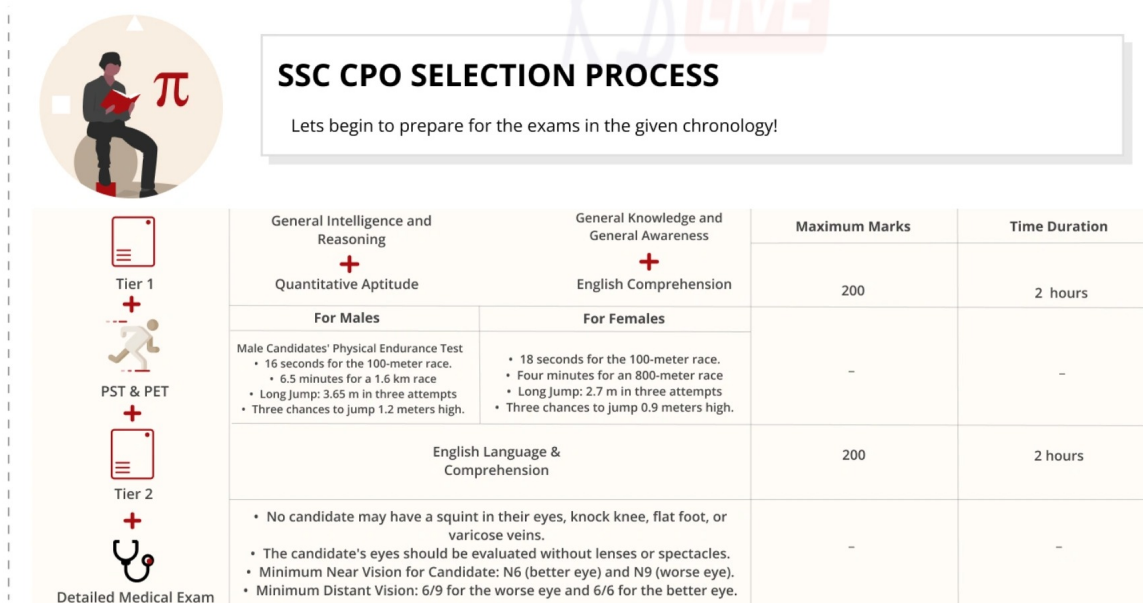 LIVE
SSC CPO SELECTION PROCESS
Lets begin to prepare for the exams in the given chronology!
π
Tier 1
General Intelligence and
Reasoning
+
Quantitative Aptitude
General Knowledge and
General Awareness
+
English Comprehension
Maximum Marks
Time Duration
200
2 hours
+
PST & PET
For Males
For Females
Male Candidates' Physical Endurance Test
• 16 seconds for the 100-meter race.
• 6.5 minutes for a 1.6 km race
• Long Jump: 3.65 m in three attempts
• Three chances to jump 1.2 meters high.
• 18 seconds for the 100-meter race.
• Four minutes for an 800-meter race
• Long Jump: 2.7 m in three attempts
• Three chances to jump 0.9 meters high.
–
–
+
Tier 2
English Language &
Comprehension
200
2 hours
+
Detailed Medical Exam
• No candidate may have a squint in their eyes, knock knee, flat foot, or
varicose veins.
• The candidate's eyes should be evaluated without lenses or spectacles.
• Minimum Near Vision for Candidate: N6 (better eye) and N9 (worse eye).
• Minimum Distant Vision: 6/9 for the worse eye and 6/6 for the better eye.
–
–